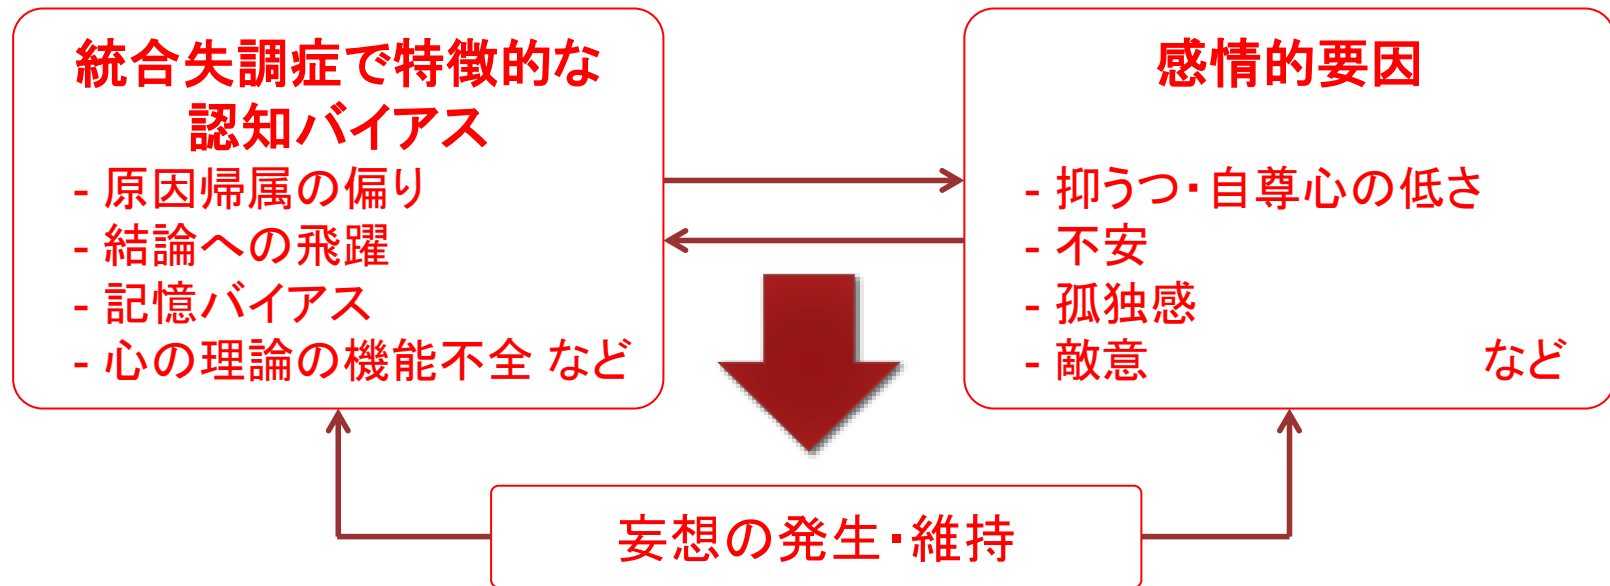 統合失調症で特徴的な
認知バイアス
- 原因帰属の偏り
- 結論への飛躍
- 記憶バイアス
- 心の理論の機能不全 など
感情的要因
- 抑うつ・自尊心の低さ
- 不安
- 孤独感
- 敵意 など
妄想の発生・維持